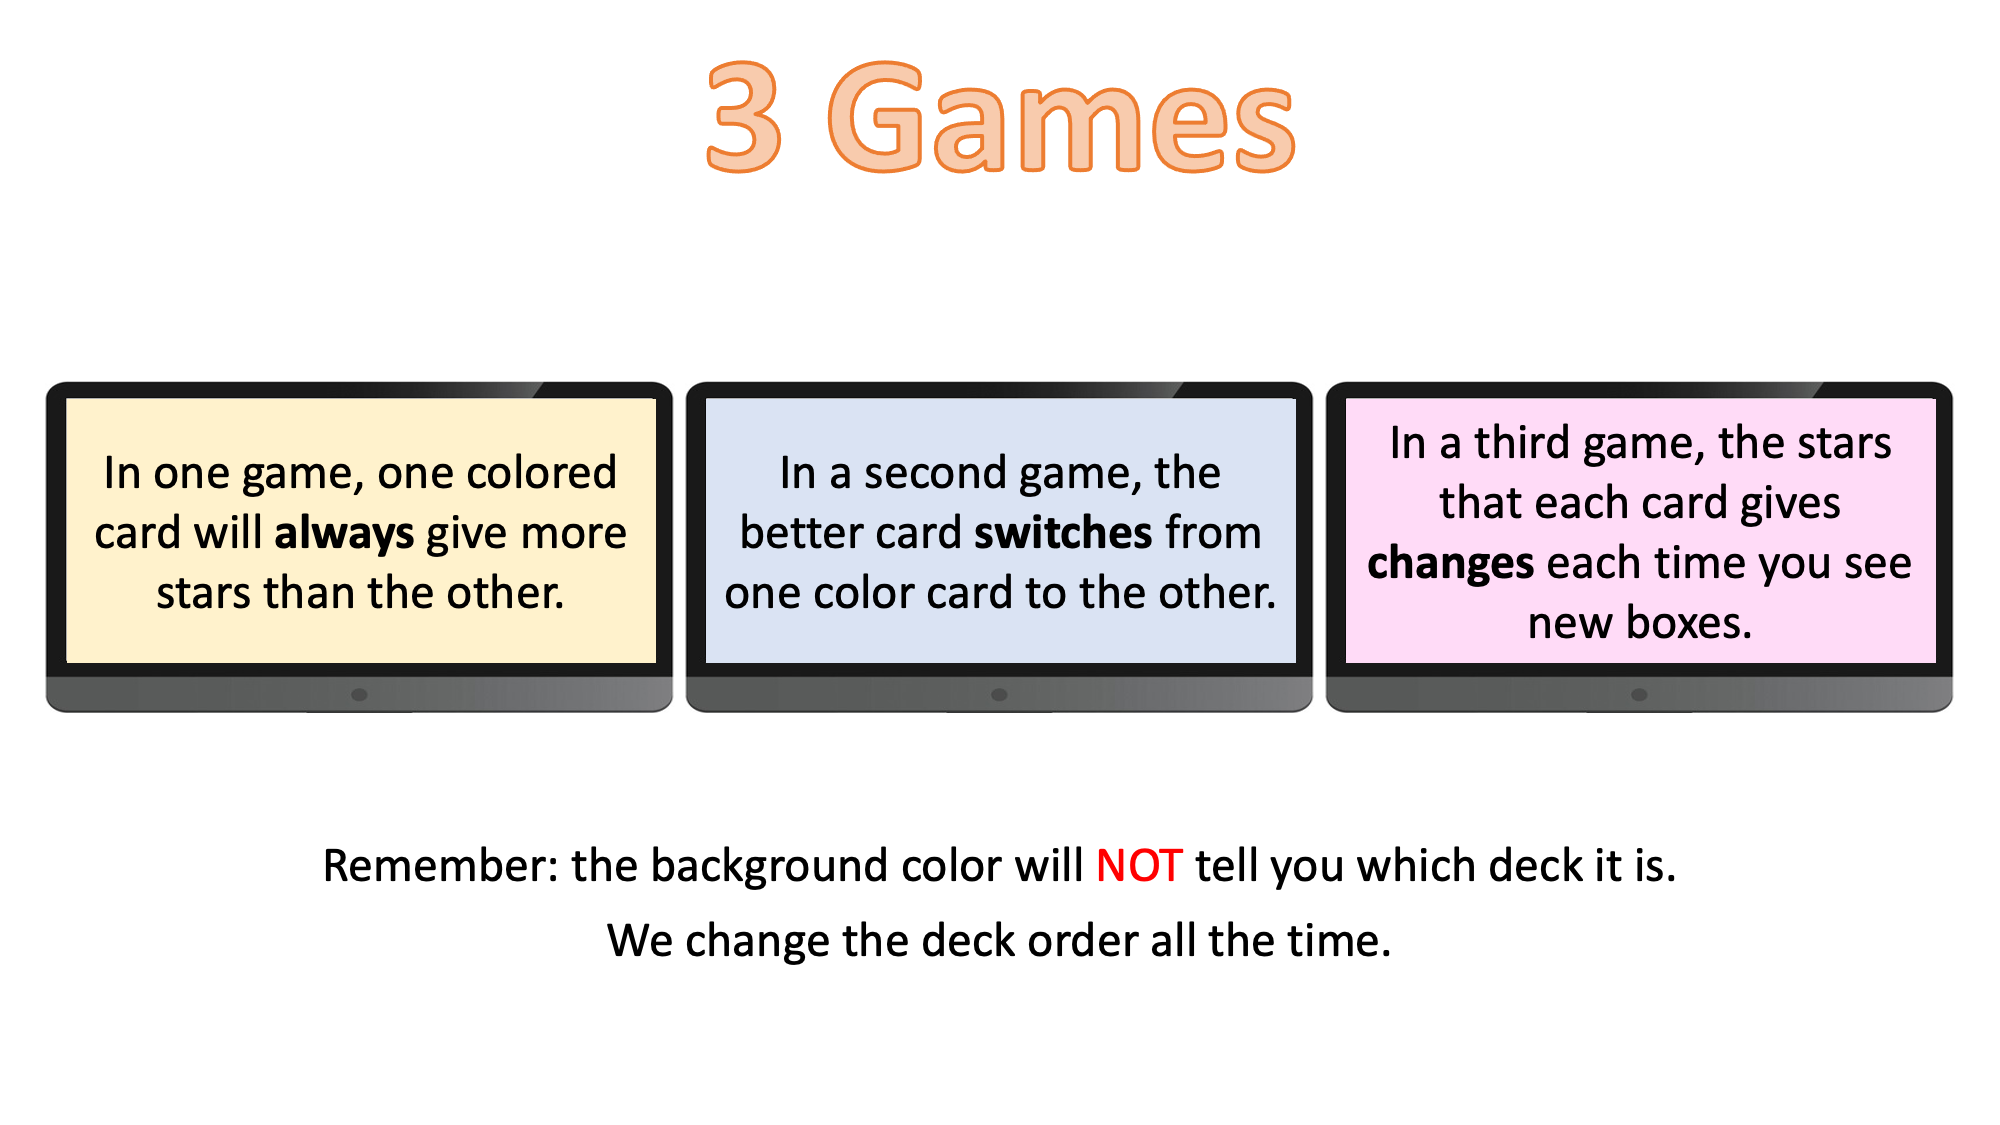 3 Games
In one game, one colored
card will always give more
stars than the other.
In a second game, the
better card switches from
one color card to the other.
In a third game, the stars
that each card gives
changes each time you see
new boxes.
Remember: the background color will NOT tell you which deck it is.
We change the deck order all the time.